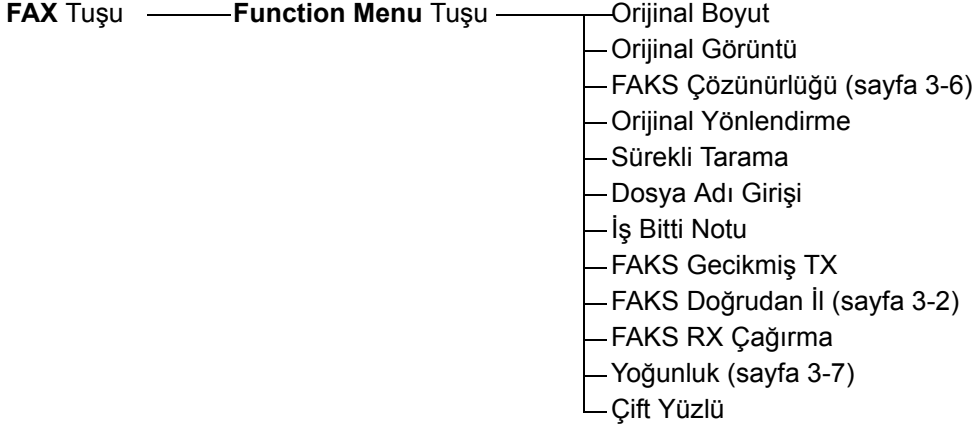 FAX Tuşu Function Menu Tuşu Orijinal Boyut
Orijinal Görüntü
FAKS Çözünürlüğü (sayfa 3-6)
Orijinal Yönlendirme
Sürekli Tarama
Dosya Adı Girişi
İş Bitti Notu
FAKS Gecikmiş TX
FAKS Doğrudan İl (sayfa 3-2)
FAKS RX Çağırma
Yoğunluk (sayfa 3-7)
Çift Yüzlü